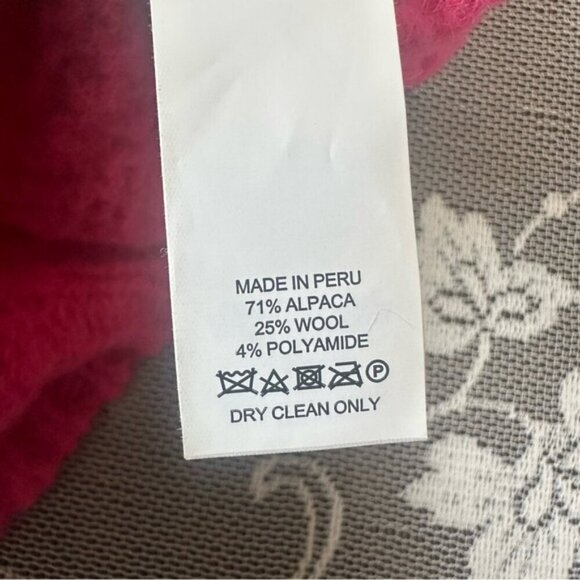 MADE IN PERU
71% ALPACA
25% WOOL
4% POLYAMIDE
P
DRY CLEAN ONLY